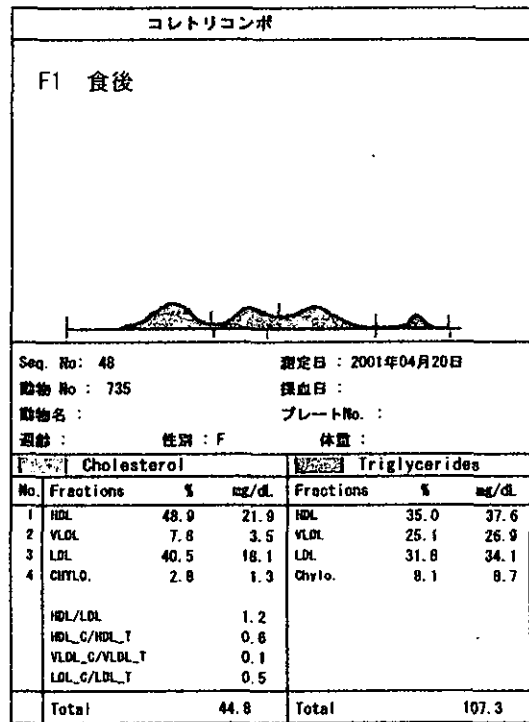 コレトリコンポ
F1 食後
Seq. No: 48 測定日 : 2001年04月20日
動物 No : 735 採血日 :
動物名 : プレートNo. :
週齢 : 性別 : F 体重 :
Cholesterol Triglycerides
No. Fractions % mg/dL Fractions % mg/dL
1 HDL 48.9 21.9 HDL 35.0 37.6
2 VLDL 7.8 3.5 VLDL 25.1 26.9
3 LDL 40.5 18.1 LDL 31.8 34.1
4 CHYLO. 2.8 1.3 Chylo. 8.1 8.7
HDL/LDL 1.2
HDL_C/HDL_T 0.6
VLDL_C/VLDL_T 0.1
LDL_C/LDL_T 0.5
Total 44.8 Total 107.3